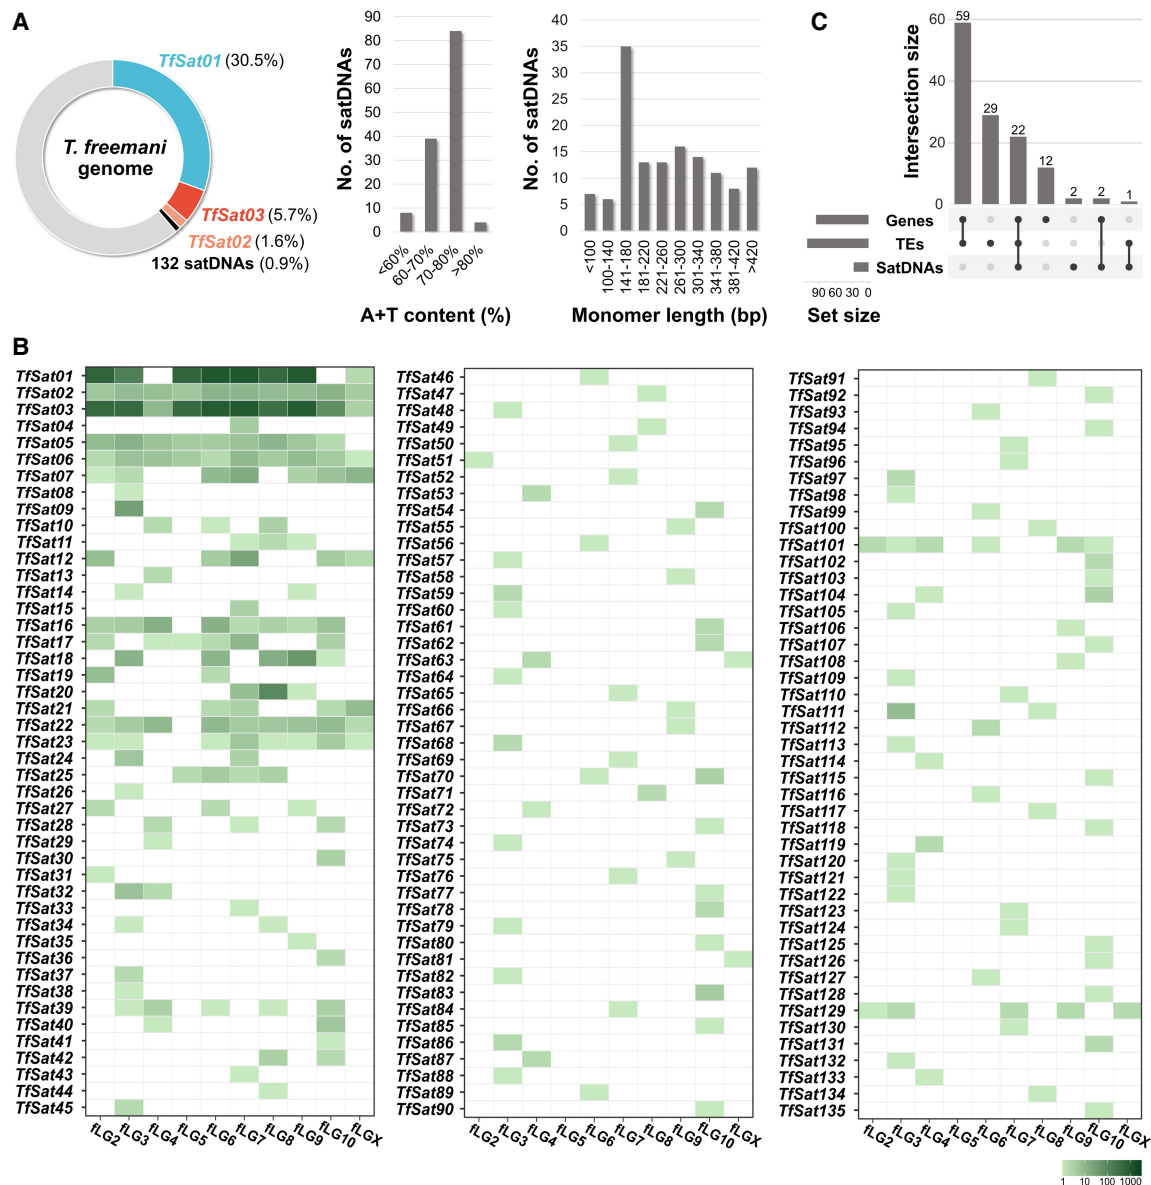 A
TfSat01 (30.5%)
T. freemani
genome
TfSat03 (5.7%)
TfSat02 (1.6%)
132 satDNAs (0.9%)
No. of satDNAs
90
80
70
60
50
40
30
20
10
0
<60%
60-70%
70-80%
>80%
A+T content (%)
No. of satDNAs
40
35
30
25
20
15
10
5
0
<100
100-140
141-180
181-220
221-260
261-300
301-340
341-380
381-420
>420
Monomer length (bp)
C
Intersection size
60
40
20
0
59
29
22
12
2
2
1
Genes
TEs
SatDNAs
90 60 30 0
Set size
B
TfSat01
TfSat02
TfSat03
TfSat04
TfSat05
TfSat06
TfSat07
TfSat08
TfSat09
TfSat10
TfSat11
TfSat12
TfSat13
TfSat14
TfSat15
TfSat16
TfSat17
TfSat18
TfSat19
TfSat20
TfSat21
TfSat22
TfSat23
TfSat24
TfSat25
TfSat26
TfSat27
TfSat28
TfSat29
TfSat30
TfSat31
TfSat32
TfSat33
TfSat34
TfSat35
TfSat36
TfSat37
TfSat38
TfSat39
TfSat40
TfSat41
TfSat42
TfSat43
TfSat44
TfSat45
fLG2 fLG3 fLG4 fLG5 fLG6 fLG7 fLG8 fLG9 fLG10 fLGX
TfSat46
TfSat47
TfSat48
TfSat49
TfSat50
TfSat51
TfSat52
TfSat53
TfSat54
TfSat55
TfSat56
TfSat57
TfSat58
TfSat59
TfSat60
TfSat61
TfSat62
TfSat63
TfSat64
TfSat65
TfSat66
TfSat67
TfSat68
TfSat69
TfSat70
TfSat71
TfSat72
TfSat73
TfSat74
TfSat75
TfSat76
TfSat77
TfSat78
TfSat79
TfSat80
TfSat81
TfSat82
TfSat83
TfSat84
TfSat85
TfSat86
TfSat87
TfSat88
TfSat89
TfSat90
fLG2 fLG3 fLG4 fLG5 fLG6 fLG7 fLG8 fLG9 fLG10 fLGX
TfSat91
TfSat92
TfSat93
TfSat94
TfSat95
TfSat96
TfSat97
TfSat98
TfSat99
TfSat100
TfSat101
TfSat102
TfSat103
TfSat104
TfSat105
TfSat106
TfSat107
TfSat108
TfSat109
TfSat110
TfSat111
TfSat112
TfSat113
TfSat114
TfSat115
TfSat116
TfSat117
TfSat118
TfSat119
TfSat120
TfSat121
TfSat122
TfSat123
TfSat124
TfSat125
TfSat126
TfSat127
TfSat128
TfSat129
TfSat130
TfSat131
TfSat132
TfSat133
TfSat134
TfSat135
fLG2 fLG3 fLG4 fLG5 fLG6 fLG7 fLG8 fLG9 fLG10 fLGX
1 10 100 1000